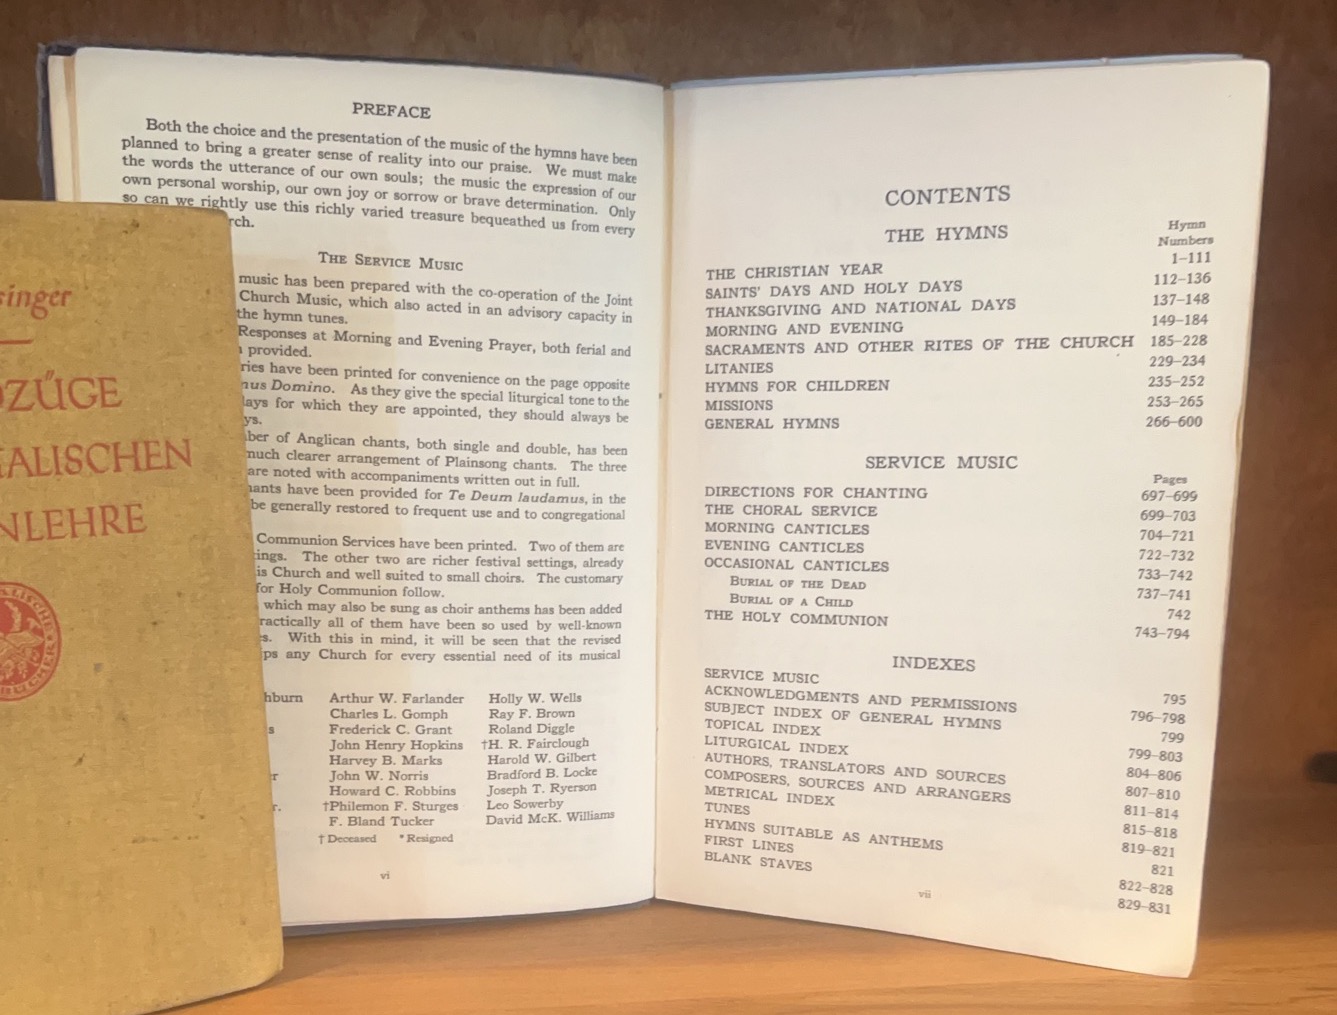 PREFACE
Both the choice and the presentation of the music of the hymns have been
planned to bring a greater sense of reality into our praise. We must make
the words the utterance of our own souls; the music the expression of our
own personal worship, our own joy or sorrow or brave determination. Only
so can we rightly use this richly varied treasure bequeathed us from every
rch.
THE SERVICE MUSIC
music has been prepared with the co-operation of the Joint
Church Music, which also acted in an advisory capacity in
the hymn tunes.
Responses at Morning and Evening Prayer, both ferial and
provided.
ries have been printed for convenience on the page opposite
nus Domino. As they give the special liturgical tone to the
ays for which they are appointed, they should always be
ys.
ber of Anglican chants, both single and double, has been
much clearer arrangement of Plainsong chants. The three
are noted with accompaniments written out in full.
ants have been provided for Te Deum laudamus, in the
be generally restored to frequent use and to congregational
Communion Services have been printed. Two of them are
ings. The other two are richer festival settings, already
is Church and well suited to small choirs. The customary
for Holy Communion follow.
which may also be sung as choir anthems has been added
ractically all of them have been so used by well-known
s. With this in mind, it will be seen that the revised
ps any Church for every essential need of its musical
hburn Arthur W. Farlander Holly W. Wells
Charles L. Gomph Ray F. Brown
s Frederick C. Grant Roland Diggle
John Henry Hopkins †H. R. Fairclough
Harvey B. Marks Harold W. Gilbert
r John W. Norris Bradford B. Locke
Howard C. Robbins Joseph T. Ryerson
r. †Philemon F. Sturges Leo Sowerby
F. Bland Tucker David McK. Williams
† Deceased * Resigned
vi
singer
DZÜGE
TALISCHEN
NLEHRE
CONTENTS
THE HYMNS
Hymn
Numbers
THE CHRISTIAN YEAR 1–111
SAINTS' DAYS AND HOLY DAYS 112–136
THANKSGIVING AND NATIONAL DAYS 137–148
MORNING AND EVENING 149–184
SACRAMENTS AND OTHER RITES OF THE CHURCH 185–228
LITANIES 229–234
HYMNS FOR CHILDREN 235–252
MISSIONS 253–265
GENERAL HYMNS 266–600
SERVICE MUSIC
Pages
DIRECTIONS FOR CHANTING 697–699
THE CHORAL SERVICE 699–703
MORNING CANTICLES 704–721
EVENING CANTICLES 722–732
OCCASIONAL CANTICLES 733–742
BURIAL OF THE DEAD 737–741
BURIAL OF A CHILD 742
THE HOLY COMMUNION 743–794
INDEXES
SERVICE MUSIC 795
ACKNOWLEDGMENTS AND PERMISSIONS 796–798
SUBJECT INDEX OF GENERAL HYMNS 799
TOPICAL INDEX 799–803
LITURGICAL INDEX 804–806
AUTHORS, TRANSLATORS AND SOURCES 807–810
COMPOSERS, SOURCES AND ARRANGERS 811–814
METRICAL INDEX 815–818
TUNES 819–821
HYMNS SUITABLE AS ANTHEMS 821
FIRST LINES 822–828
BLANK STAVES 829–831
vii